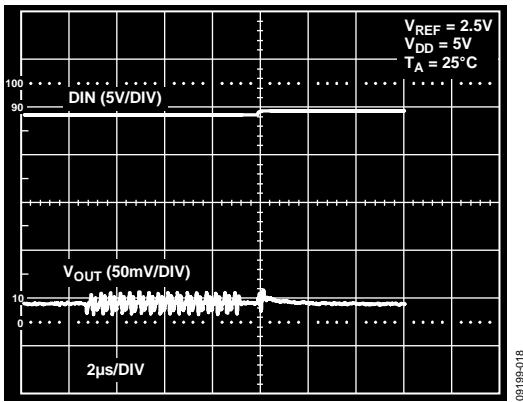 V_REF = 2.5V
V_DD = 5V
T_A = 25°C
100
90
DIN (5V/DIV)
V_OUT (50mV/DIV)
10
0
2µs/DIV
09199-018